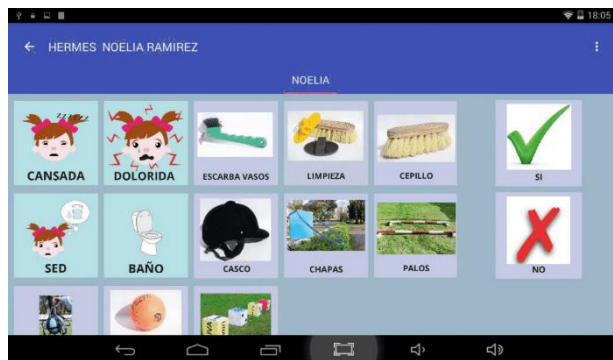 18:05
HERMES NOELIA RAMIREZ
NOELIA
CANSADA
DOLORIDA
ESCARBA VASOS
LIMPIEZA
CEPILLO
SI
SED
BAÑO
CASCO
CHAPAS
PALOS
NO